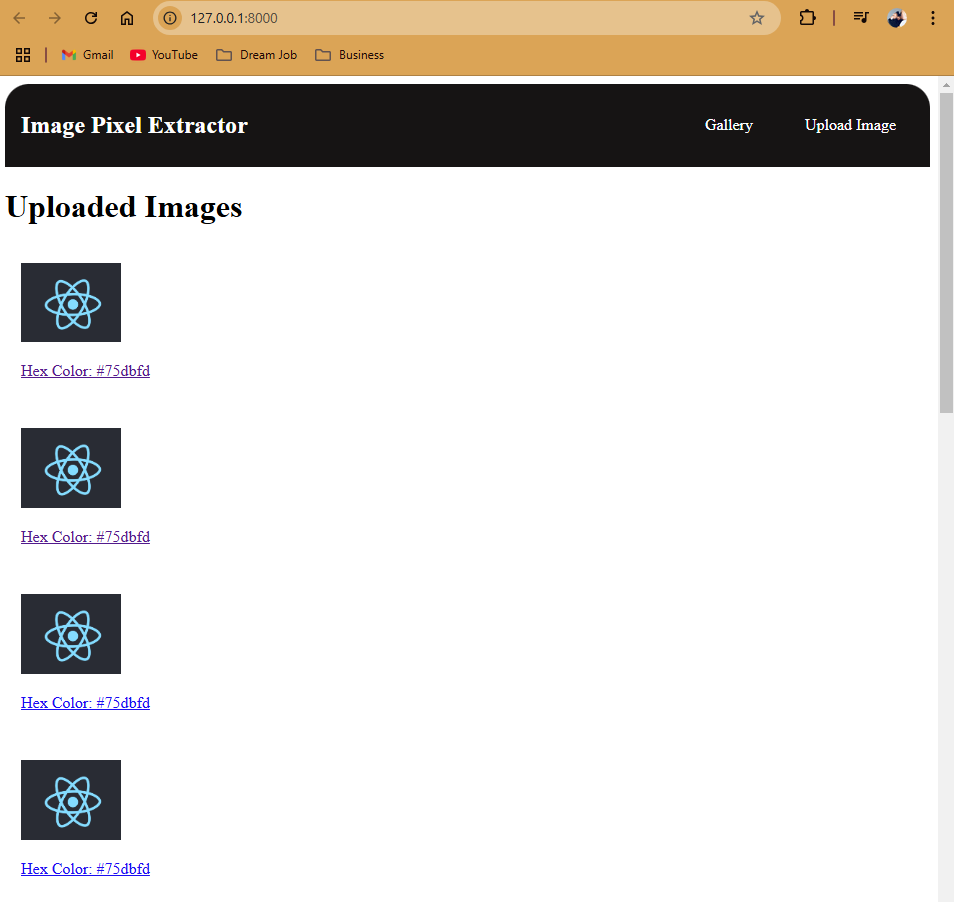 127.0.0.1:8000
Gmail YouTube Dream Job Business
Image Pixel Extractor Gallery Upload Image
Uploaded Images
Hex Color: #75dbfd
Hex Color: #75dbfd
Hex Color: #75dbfd
Hex Color: #75dbfd